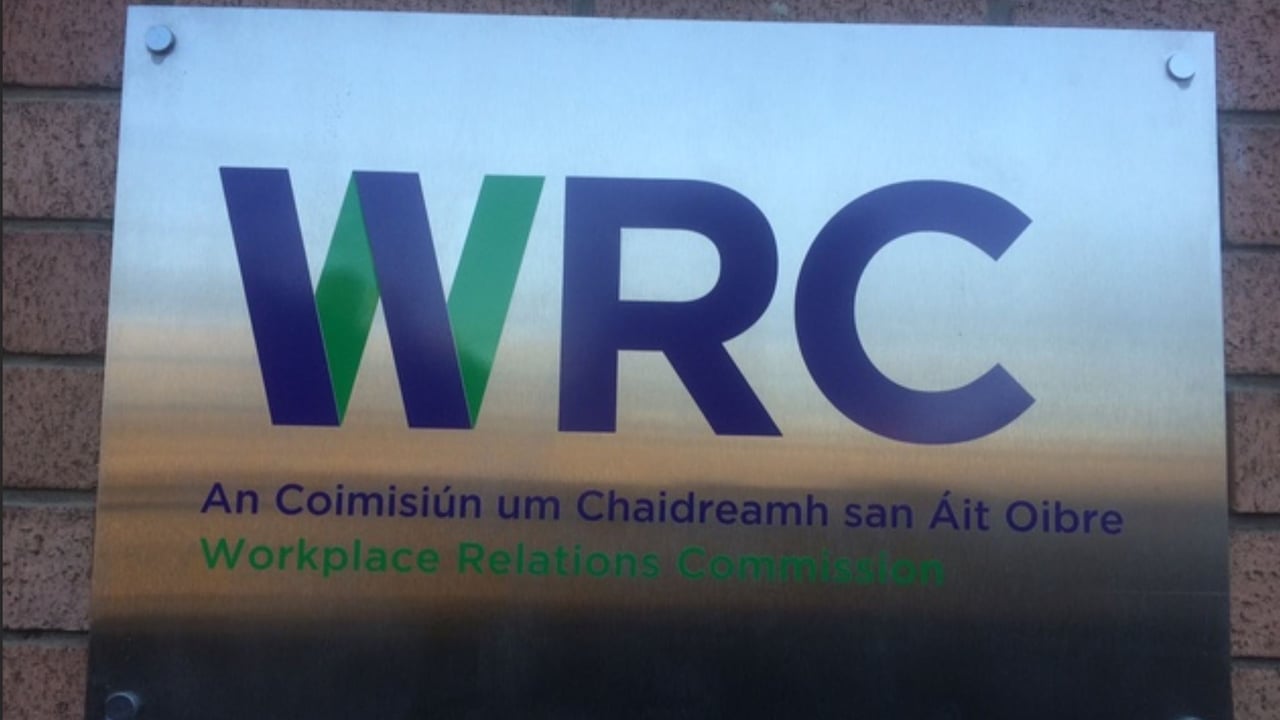 WRC
An Coimisiún um Chaidreamh san Áit Oibre
Workplace Relations Commission